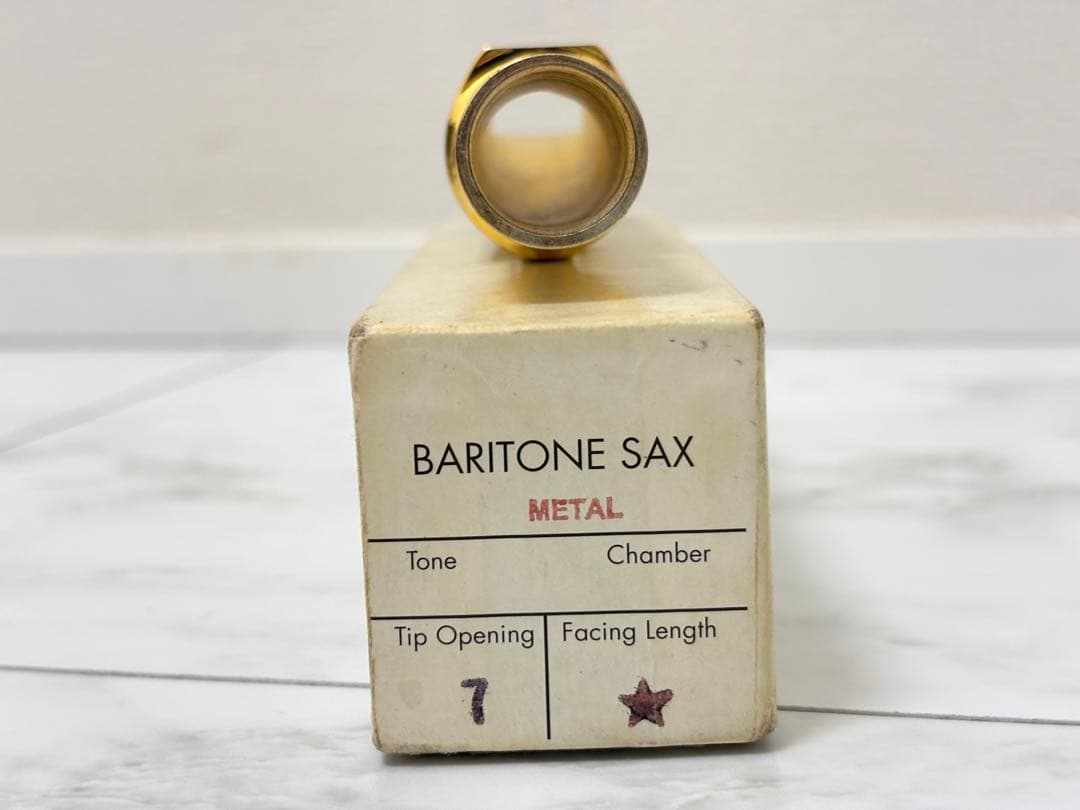 BARITONE SAX
METAL
Tone Chamber
Tip Opening Facing Length
7 ★